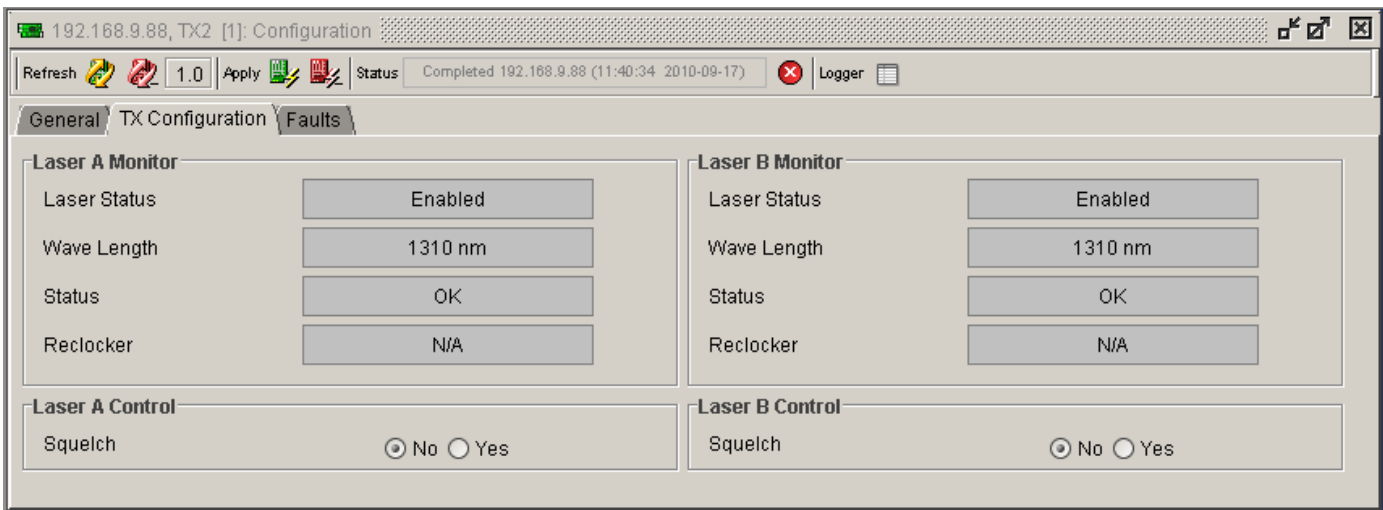 192.168.9.88, TX2 [1]: Configuration
Refresh 1.0 Apply Status Completed 192.168.9.88 (11:40:34 2010-09-17) Logger
General TX Configuration Faults
Laser A Monitor
Laser Status Enabled
Wave Length 1310 nm
Status OK
Reclocker N/A
Laser B Monitor
Laser Status Enabled
Wave Length 1310 nm
Status OK
Reclocker N/A
Laser A Control
Squelch No Yes
Laser B Control
Squelch No Yes